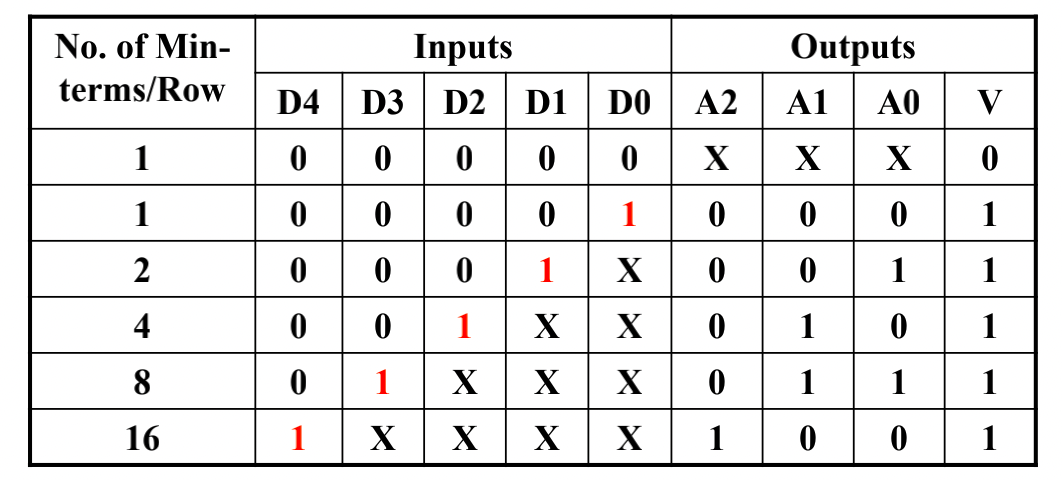 No. of Min- Inputs Outputs
terms/Row D4 D3 D2 D1 D0 A2 A1 A0 V
1 0 0 0 0 0 X X X 0
1 0 0 0 0 1 0 0 0 1
2 0 0 0 1 X 0 0 1 1
4 0 0 1 X X 0 1 0 1
8 0 1 X X X 0 1 1 1
16 1 X X X X 1 0 0 1